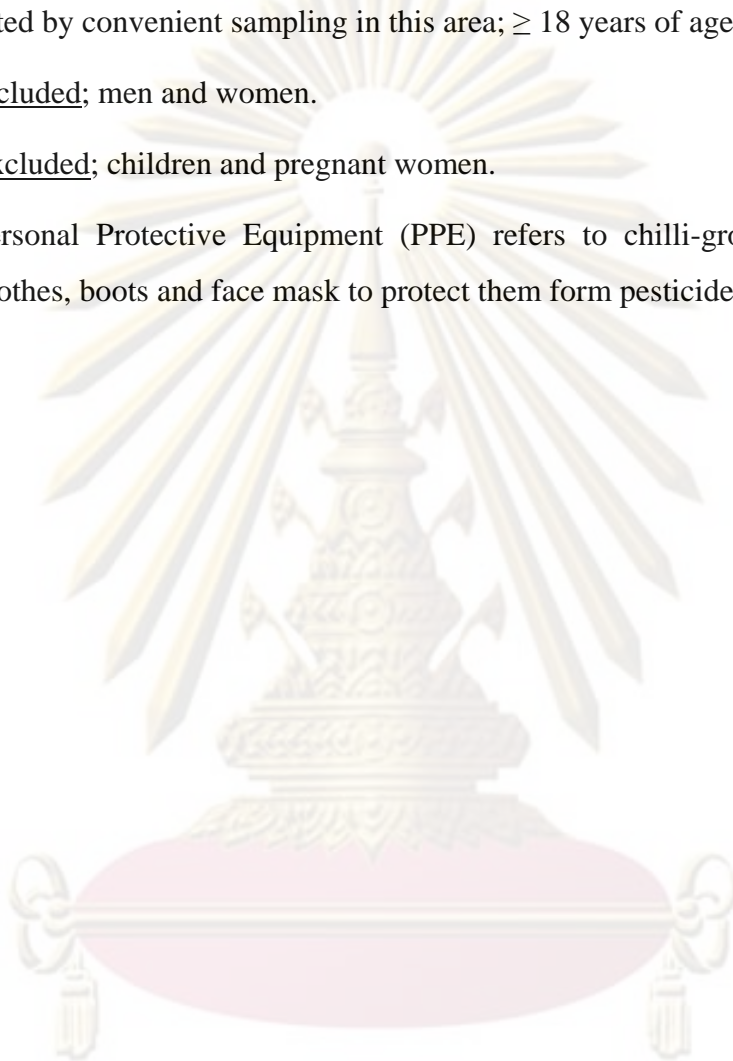 ted by convenient sampling in this area; ≥ 18 years of age
cluded; men and women.
xcluded; children and pregnant women.
ersonal Protective Equipment (PPE) refers to chilli-gro
othes, boots and face mask to protect them form pesticide